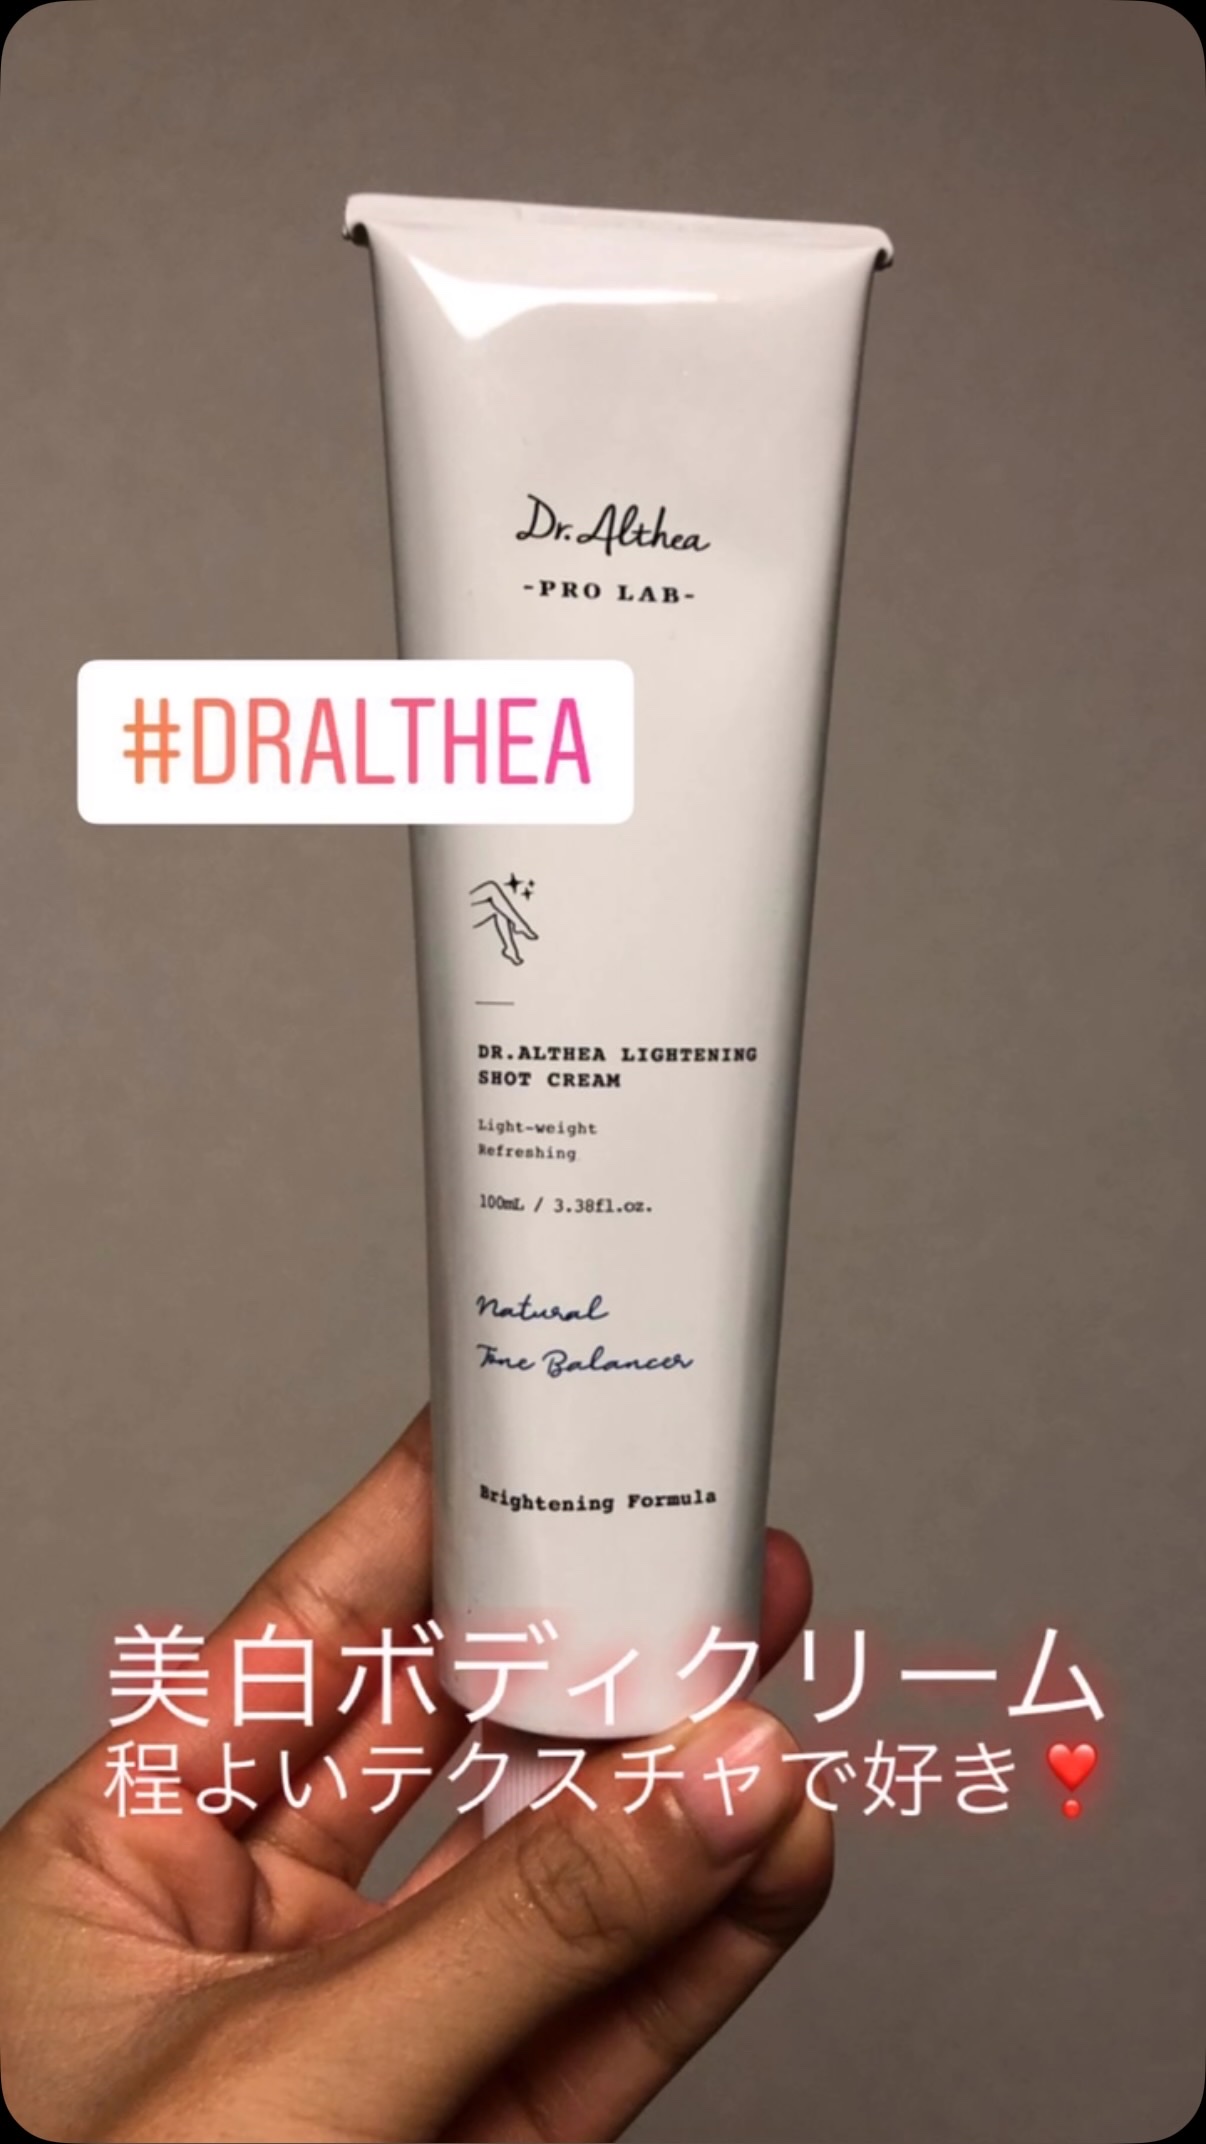 Dr.Althea
-PRO LAB-
#DRALTHEA
DR.ALTHEA LIGHTENING
SHOT CREAM
Light-weight
Refreshing
100mL / 3.38fl.oz.
Natural
Tone Balancer
Brightening Formula
美白ボディクリーム
程よいテクスチャで好き❣️